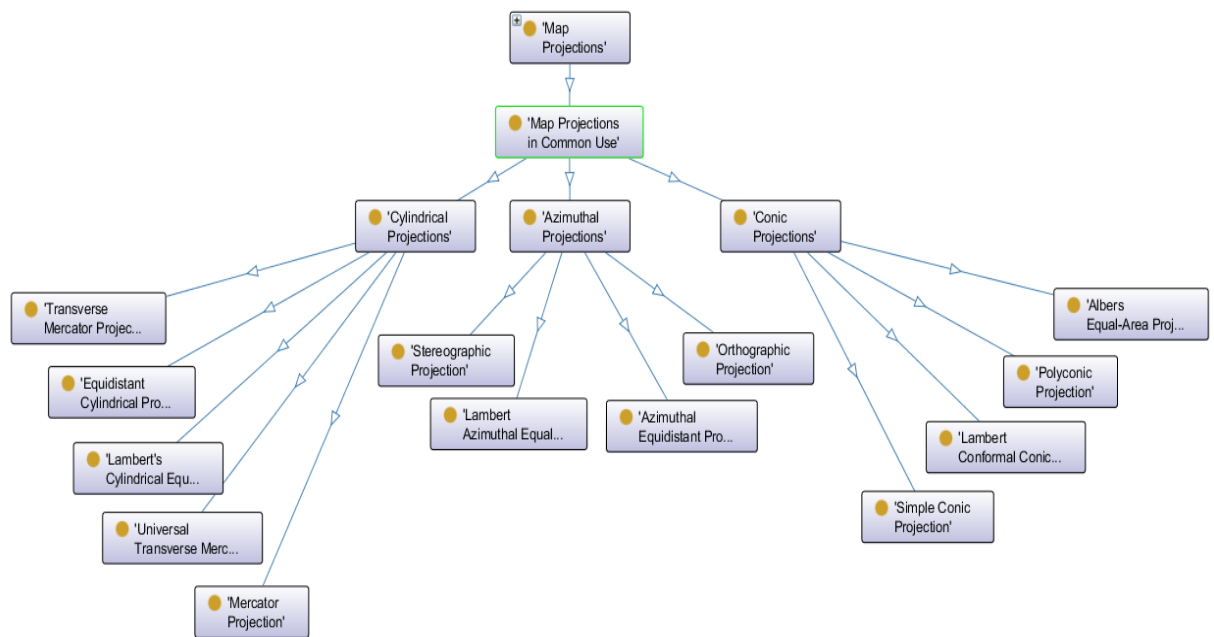 'Map
Projections'
'Map Projections
in Common Use'
'Cylindrical
Projections'
'Azimuthal
Projections'
'Conic
Projections'
'Transverse
Mercator Projec...
'Equidistant
Cylindrical Pro...
'Lambert's
Cylindrical Equ...
'Universal
Transverse Merc...
'Mercator
Projection'
'Stereographic
Projection'
'Lambert
Azimuthal Equal...
'Azimuthal
Equidistant Pro...
'Orthographic
Projection'
'Albers
Equal-Area Proj...
'Polyconic
Projection'
'Lambert
Conformal Conic...
'Simple Conic
Projection'